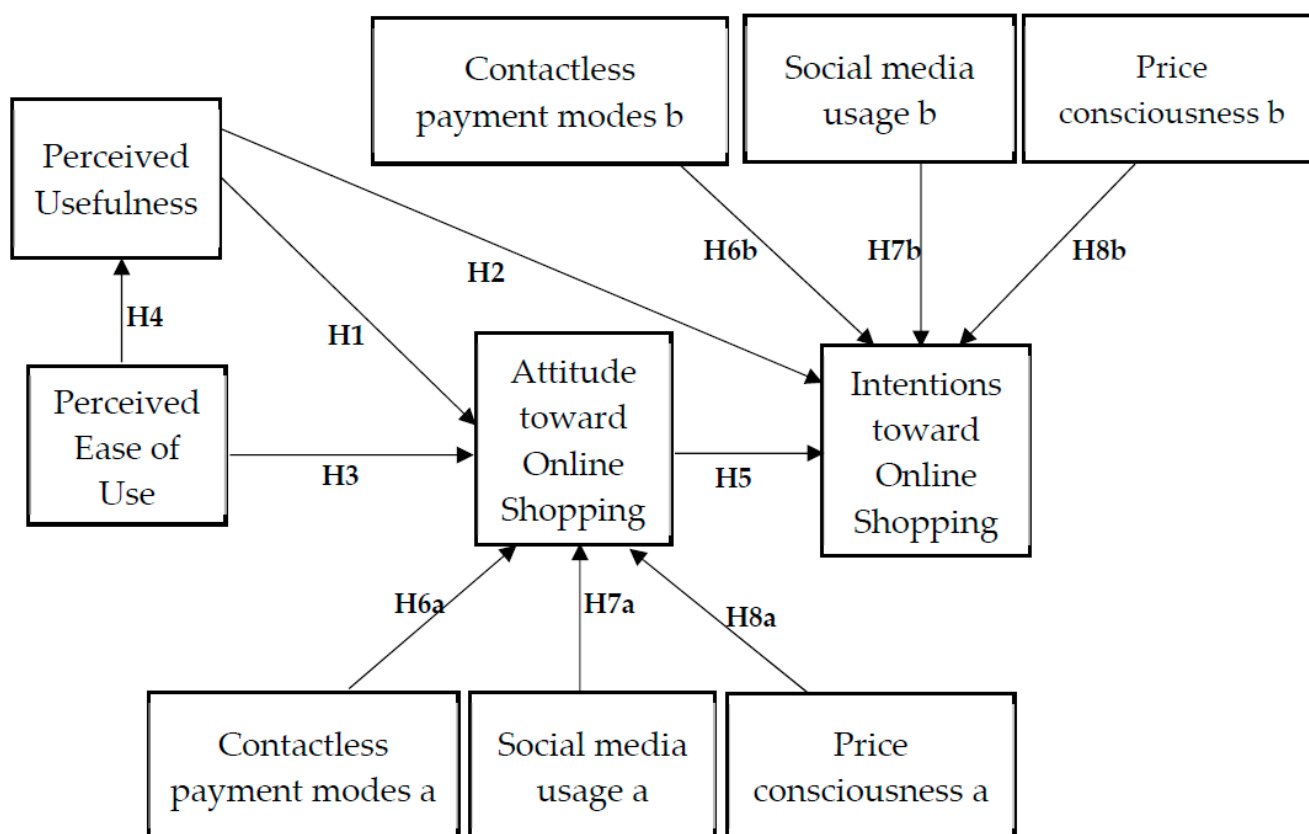 Contactless
payment modes b
Social media
usage b
Price
consciousness b
Perceived
Usefulness
H6b
H7b
H8b
H2
H4
H1
Perceived
Ease of
Use
Attitude
toward
Online
Shopping
Intentions
toward
Online
Shopping
H3
H5
H6a
H7a
H8a
Contactless
payment modes a
Social media
usage a
Price
consciousness a